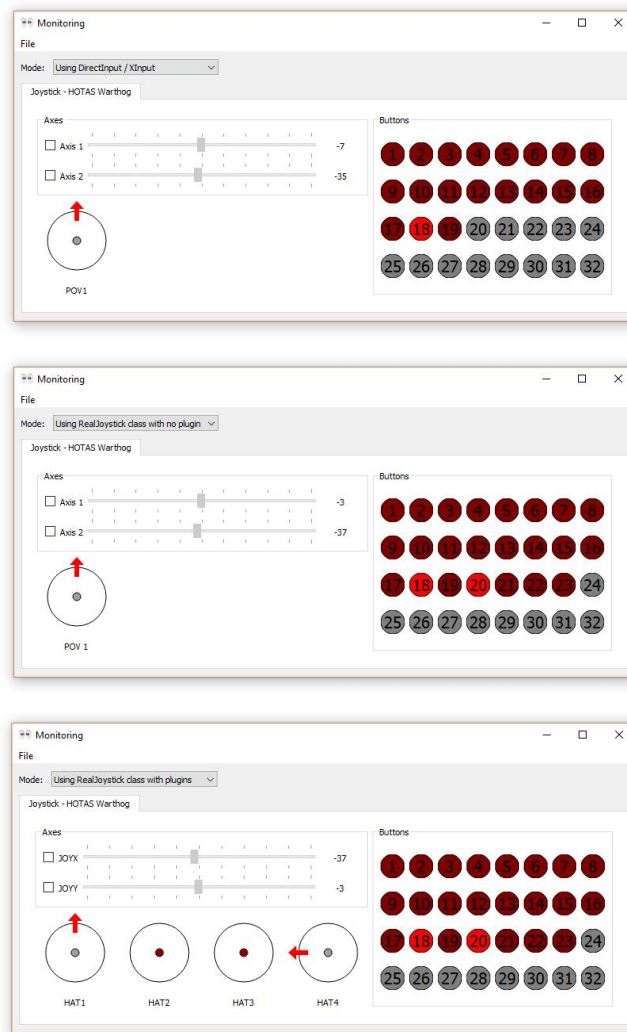 Monitoring
File
Mode: Using DirectInput / XInput
Joystick - HOTAS Warthog
Axes
Buttons
Axis 1 -7
Axis 2 -35
1 2 3 4 5 6 7 8
9 10 11 12 13 14 15 16
17 18 19 20 21 22 23 24
25 26 27 28 29 30 31 32
POV1
Monitoring
File
Mode: Using RealJoystick class with no plugin
Joystick - HOTAS Warthog
Axes
Buttons
Axis 1 -3
Axis 2 -37
1 2 3 4 5 6 7 8
9 10 11 12 13 14 15 16
17 18 19 20 21 22 23 24
25 26 27 28 29 30 31 32
POV 1
Monitoring
File
Mode: Using RealJoystick class with plugins
Joystick - HOTAS Warthog
Axes
Buttons
JOYX -37
JOYY -3
1 2 3 4 5 6 7 8
9 10 11 12 13 14 15 16
17 18 19 20 21 22 23 24
25 26 27 28 29 30 31 32
HAT1 HAT2 HAT3 HAT4